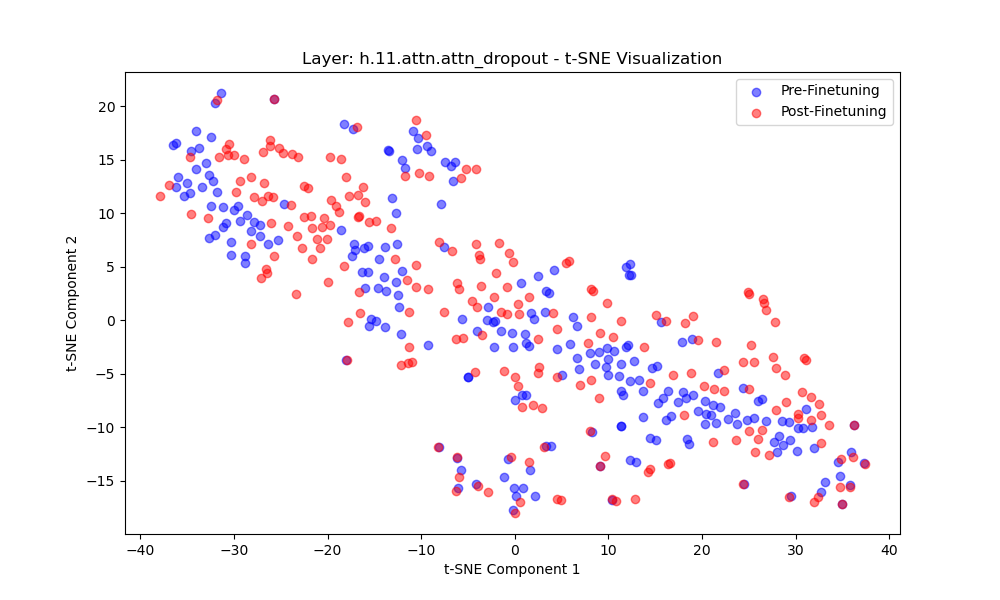 Layer: h.11.attn.attn_dropout - t-SNE Visualization
Pre-Finetuning
Post-Finetuning
20
15
10
5
0
−5
−10
−15
t-SNE Component 2
−40 −30 −20 −10 0 10 20 30 40
t-SNE Component 1